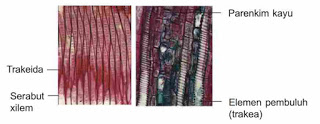 Parenkim kayu
Trakeida
Serabut
xilem
Elemen pembuluh
(trakea)